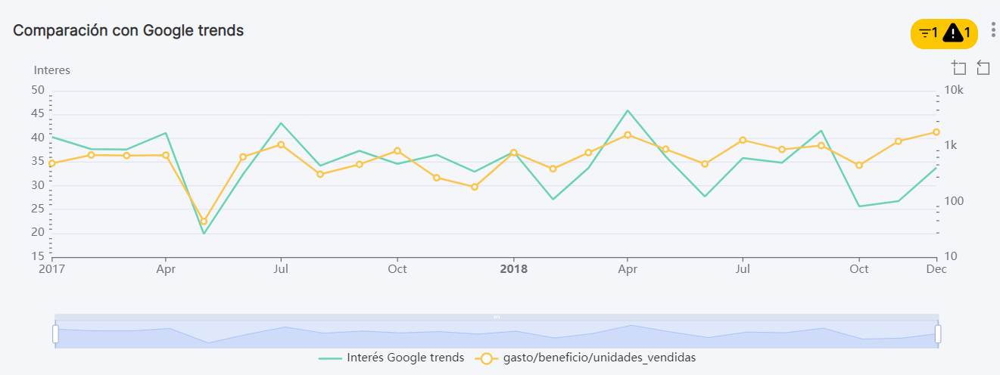 Comparación con Google trends
1 1
Interes
50 10k
45
40 1k
35
30
25 100
20
15 10
2017 Apr Jul Oct 2018 Apr Jul Oct Dec
Interés Google trends gasto/beneficio/unidades_vendidas